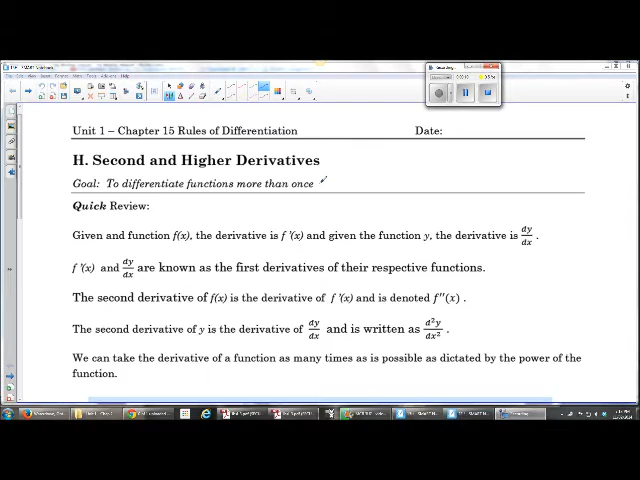 Recording...
Unit 1 – Chapter 15 Rules of Differentiation Date:
H. Second and Higher Derivatives
Goal: To differentiate functions more than once
Quick Review:
Given and function f(x), the derivative is f '(x) and given the function y, the derivative is dy/dx .
f '(x) and dy/dx are known as the first derivatives of their respective functions.
The second derivative of f(x) is the derivative of f '(x) and is denoted f''(x) .
The second derivative of y is the derivative of dy/dx and is written as d²y/dx² .
We can take the derivative of a function as many times as is possible as dictated by the power of the
function.